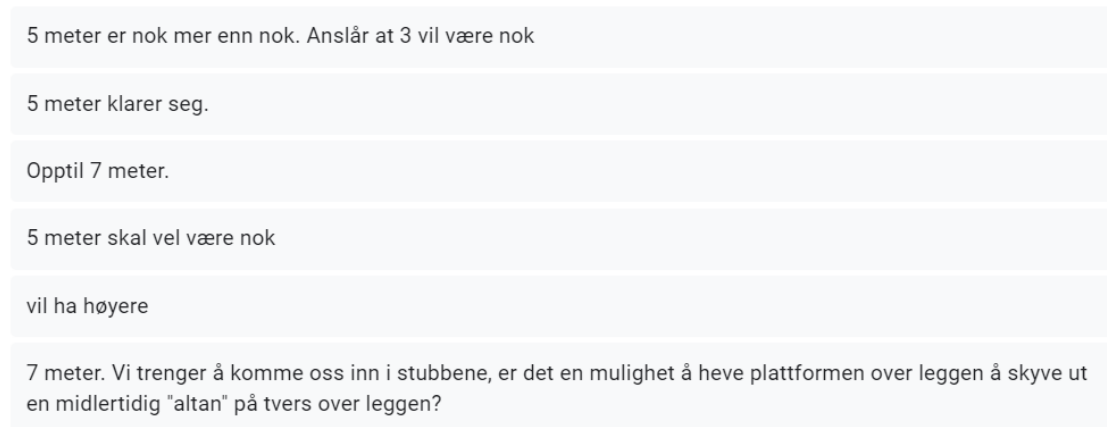 5 meter er nok mer enn nok. Anslår at 3 vil være nok
5 meter klarer seg.
Opptil 7 meter.
5 meter skal vel være nok
vil ha høyere
7 meter. Vi trenger å komme oss inn i stubbene, er det en mulighet å heve plattformen over leggen å skyve ut
en midlertidig "altan" på tvers over leggen?